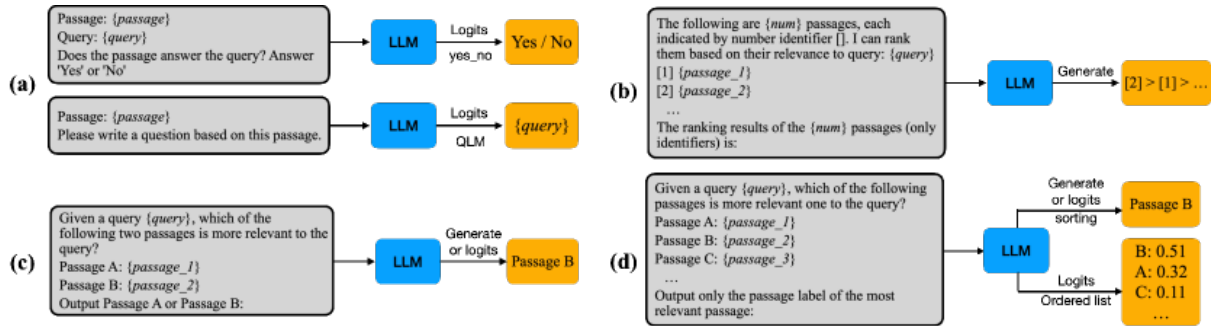 (a)
Passage: {passage}
Query: {query}
Does the passage answer the query? Answer
'Yes' or 'No'
LLM
Logits
yes_no
Yes / No
Passage: {passage}
Please write a question based on this passage.
LLM
Logits
QLM
{query}
(b)
The following are {num} passages, each
indicated by number identifier []. I can rank
them based on their relevance to query: {query}
[1] {passage_1}
[2] {passage_2}
...
The ranking results of the {num} passages (only
identifiers) is:
LLM
Generate
[2] > [1] > ...
(c)
Given a query {query}, which of the
following two passages is more relevant to the
query?
Passage A: {passage_1}
Passage B: {passage_2}
Output Passage A or Passage B:
LLM
Generate
or logits
Passage B
(d)
Given a query {query}, which of the following
passages is more relevant one to the query?
Passage A: {passage_1}
Passage B: {passage_2}
Passage C: {passage_3}
...
Output only the passage label of the most
relevant passage:
LLM
Generate
or logits
sorting
Passage B
Logits
Ordered list
B: 0.51
A: 0.32
C: 0.11
...